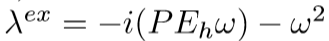 λ^{ex} = −i(PE_hω) − ω^2